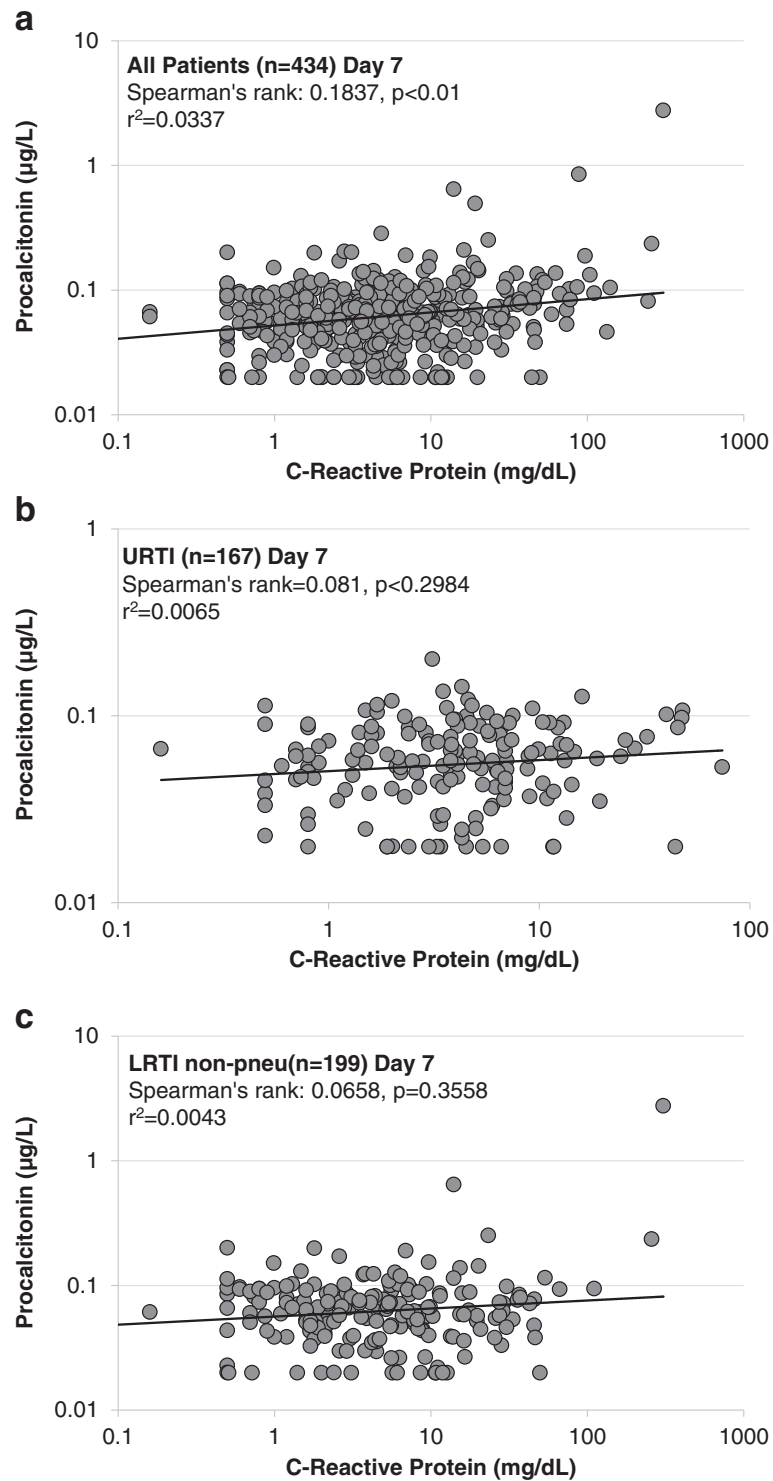 a
10
All Patients (n=434) Day 7
Spearman's rank: 0.1837, p<0.01
r²=0.0337
1
0.1
0.01
Procalcitonin (µg/L)
0.1 1 10 100 1000
C-Reactive Protein (mg/dL)
b
1
URTI (n=167) Day 7
Spearman's rank=0.081, p<0.2984
r²=0.0065
0.1
0.01
Procalcitonin (µg/L)
0.1 1 10 100
C-Reactive Protein (mg/dL)
c
10
LRTI non-pneu(n=199) Day 7
Spearman's rank: 0.0658, p=0.3558
r²=0.0043
1
0.1
0.01
Procalcitonin (µg/L)
0.1 1 10 100 1000
C-Reactive Protein (mg/dL)